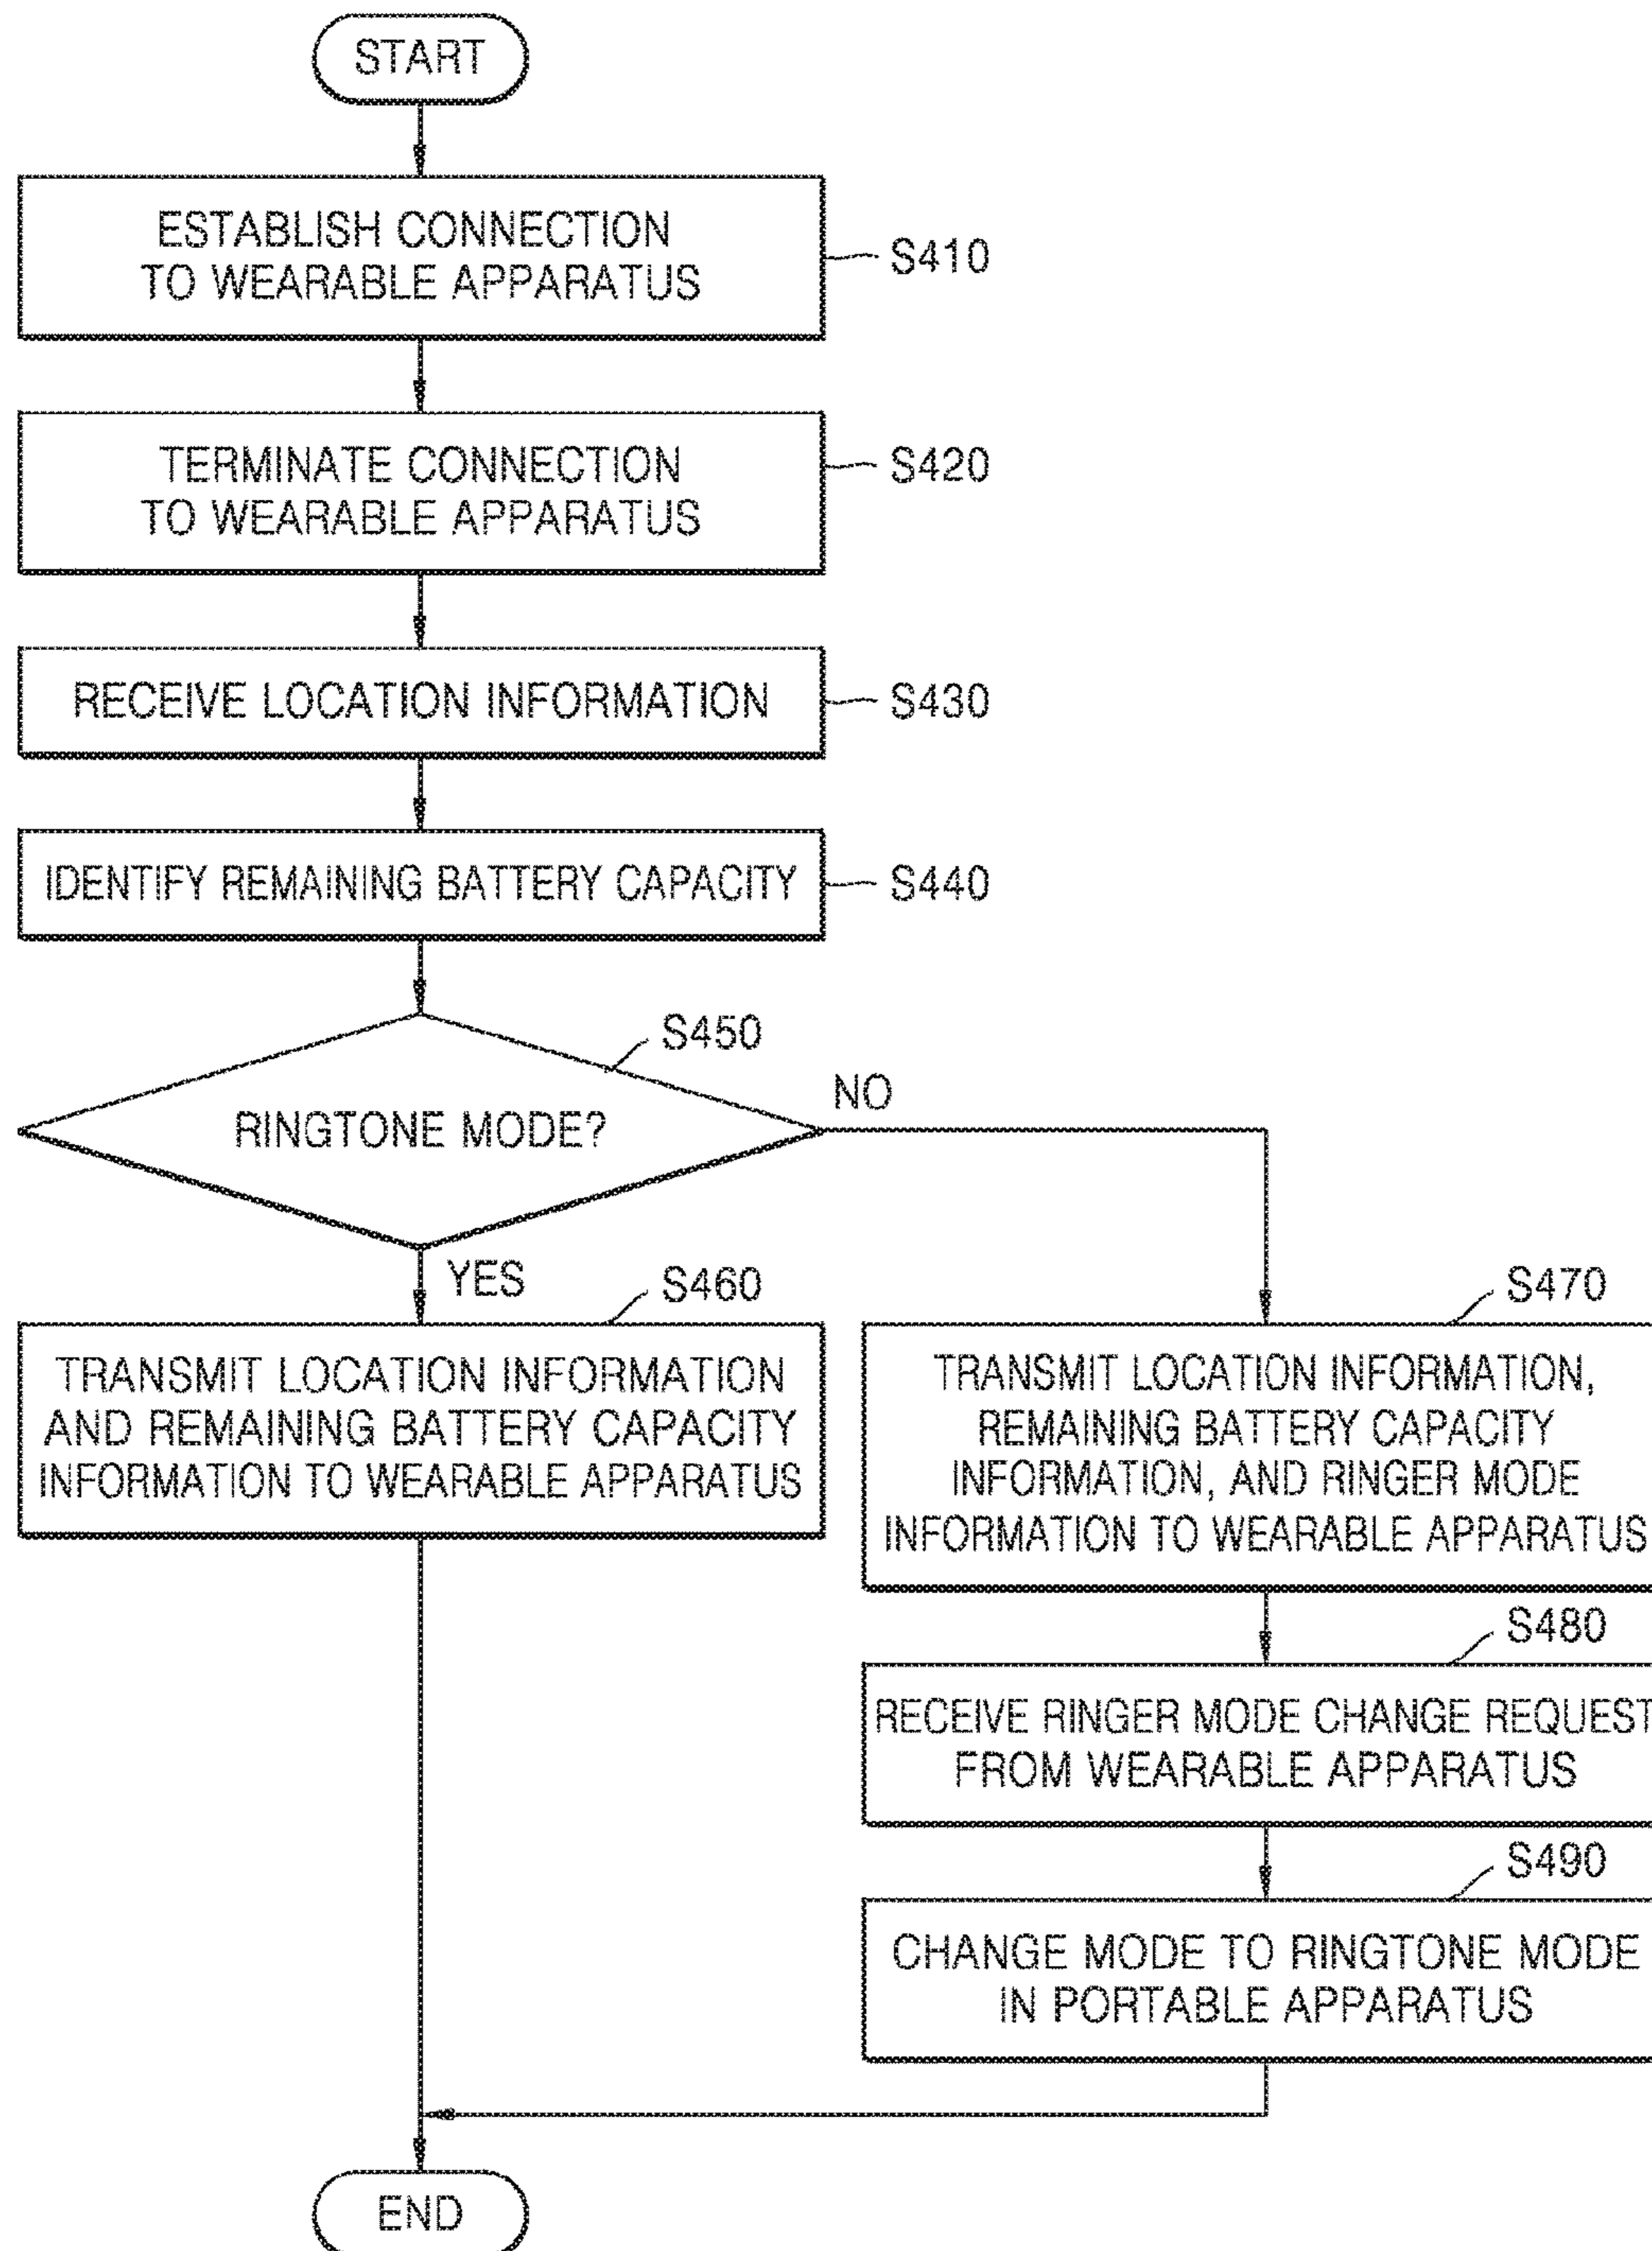 START
ESTABLISH CONNECTION
TO WEARABLE APPARATUS
S410
TERMINATE CONNECTION
TO WEARABLE APPARATUS
S420
RECEIVE LOCATION INFORMATION
S430
IDENTIFY REMAINING BATTERY CAPACITY
S440
S450
RINGTONE MODE?
NO
YES
S460
TRANSMIT LOCATION INFORMATION
AND REMAINING BATTERY CAPACITY
INFORMATION TO WEARABLE APPARATUS
S470
TRANSMIT LOCATION INFORMATION,
REMAINING BATTERY CAPACITY
INFORMATION, AND RINGER MODE
INFORMATION TO WEARABLE APPARATUS
S480
RECEIVE RINGER MODE CHANGE REQUEST
FROM WEARABLE APPARATUS
S490
CHANGE MODE TO RINGTONE MODE
IN PORTABLE APPARATUS
END